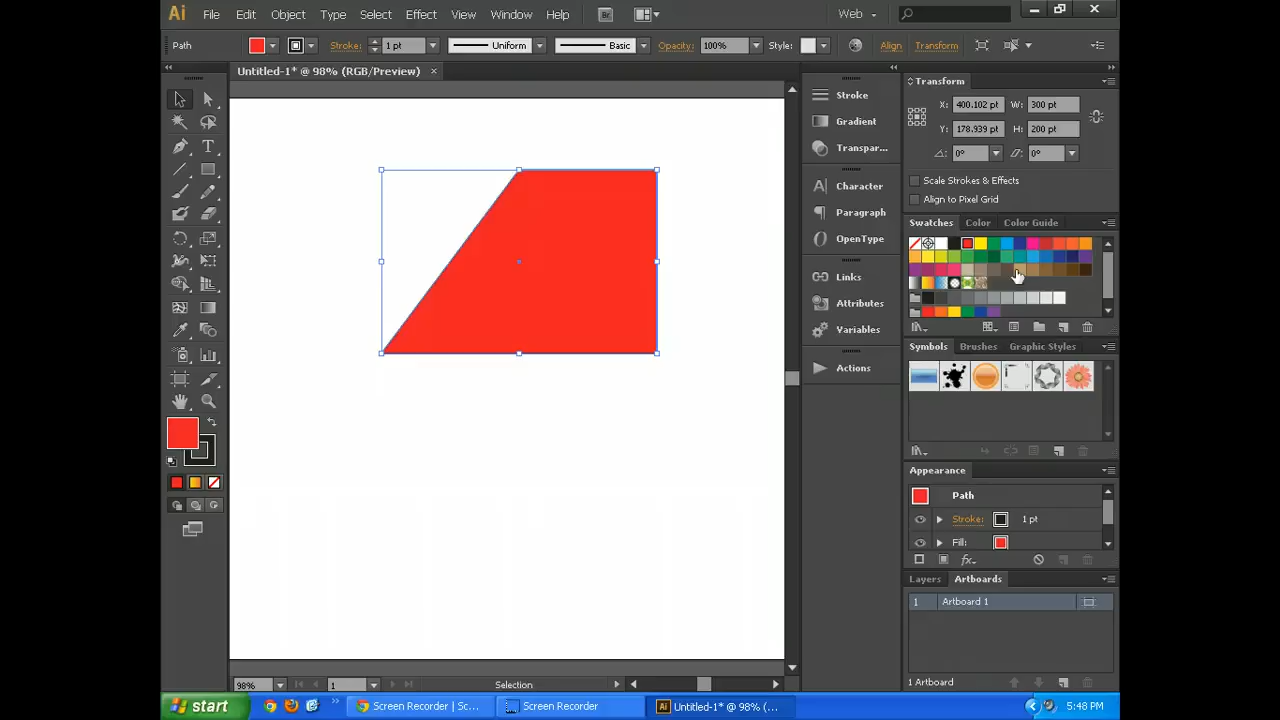 Ai File Edit Object Type Select Effect View Window Help Br Web
Path Stroke: 1 pt Uniform Basic Opacity: 100% Style: Align Transform
Untitled-1* @ 98% (RGB/Preview) ×
Stroke
Gradient
Transpar...
Character
Paragraph
OpenType
Links
Attributes
Variables
Actions
Transform
X: 400.102 pt W: 300 pt
Y: 178.939 pt H: 200 pt
0° 0°
Scale Strokes & Effects
Align to Pixel Grid
Swatches Color Color Guide
Symbols Brushes Graphic Styles
Appearance
Path
Stroke: 1 pt
Fill:
fx
Layers Artboards
1 Artboard 1
1 Artboard
98% 1 Selection
start Screen Recorder | Sc... Screen Recorder Ai Untitled-1* @ 98% (... 5:48 PM